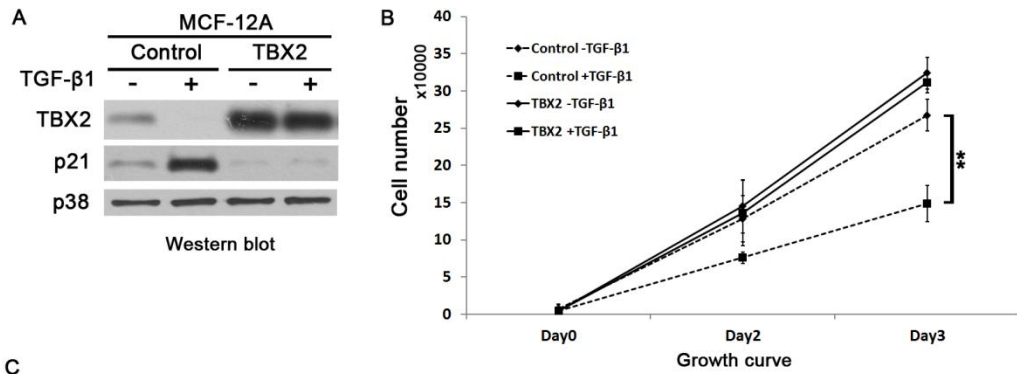 A
MCF-12A
Control TBX2
TGF-β1 - + - +
TBX2
p21
p38
Western blot
B
Cell number
x10000
40
35
30
25
20
15
10
5
0
Control -TGF-β1
Control +TGF-β1
TBX2 -TGF-β1
TBX2 +TGF-β1
**
Day0 Day2 Day3
Growth curve
C